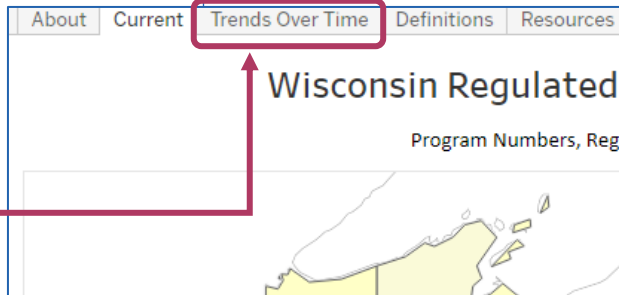 About Current Trends Over Time Definitions Resources
Wisconsin Regulated
Program Numbers, Reg